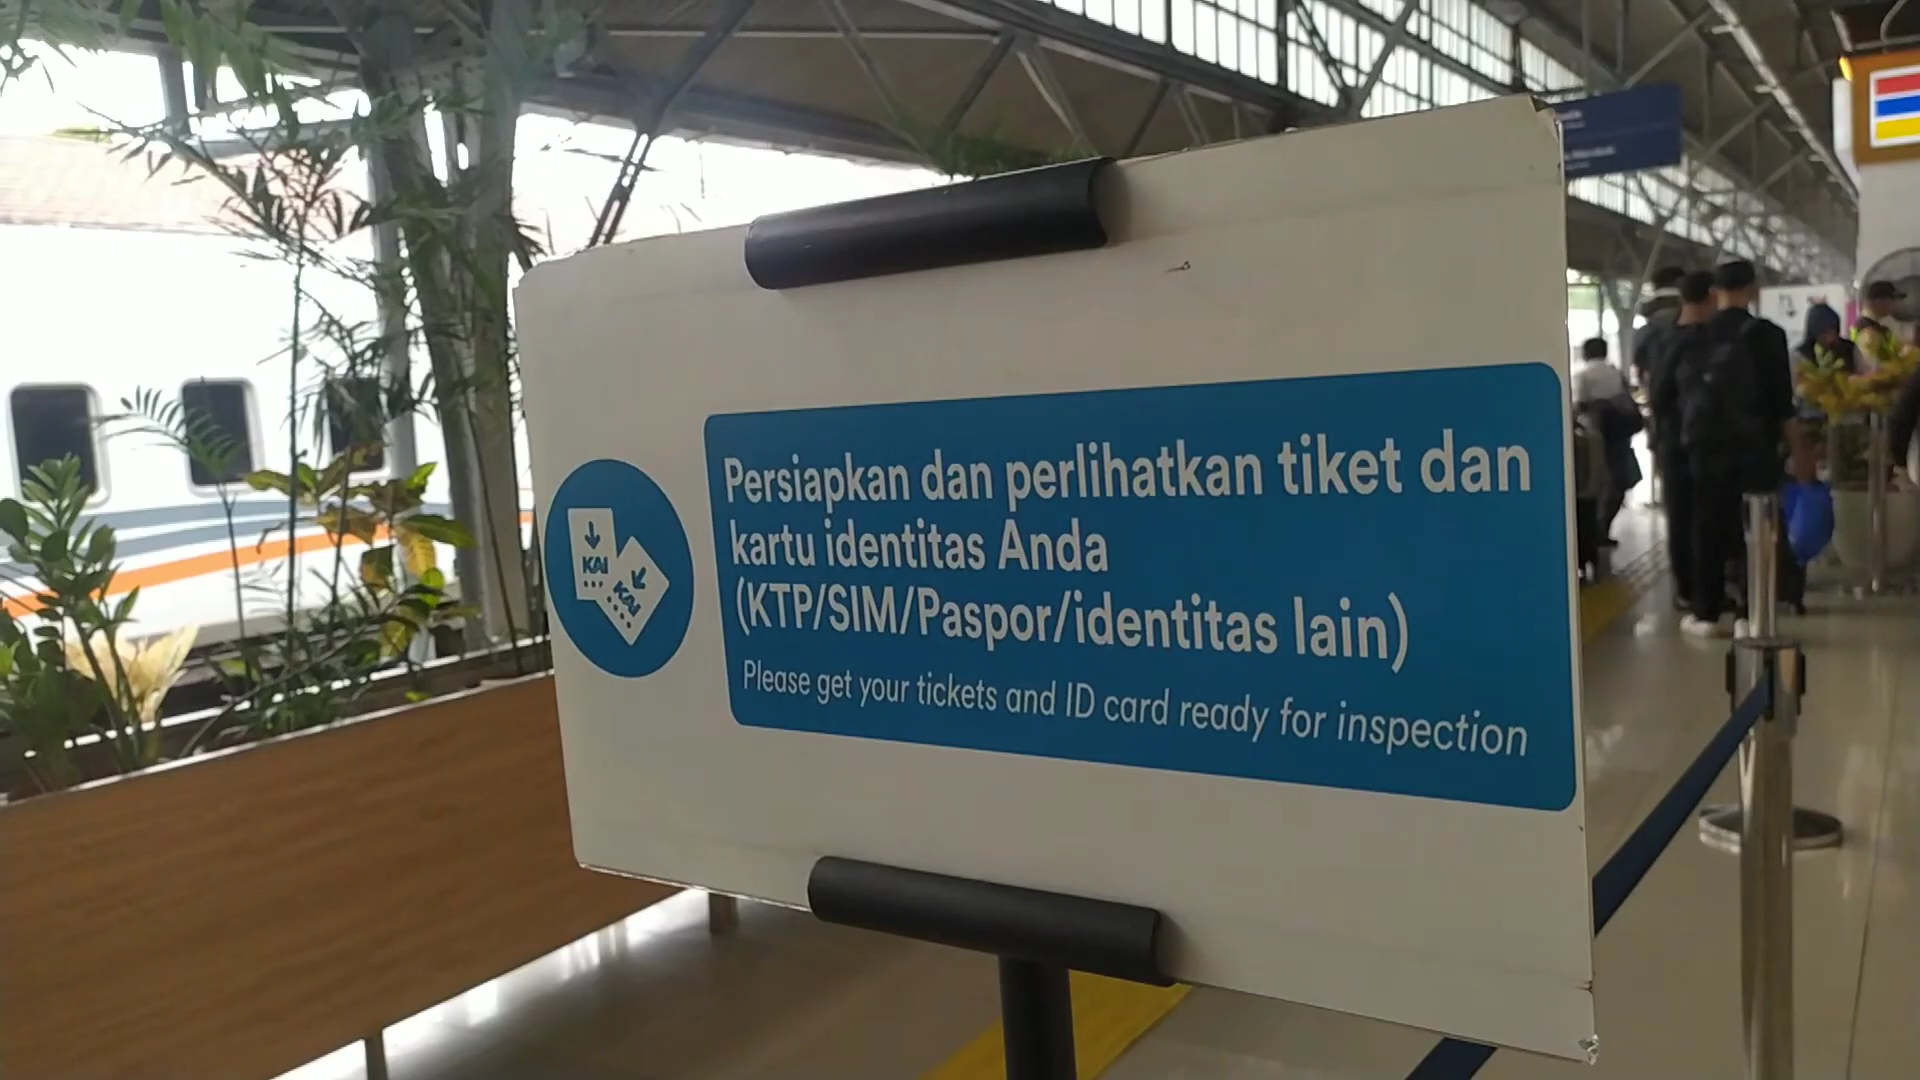 Persiapkan dan perlihatkan tiket dan
kartu identitas Anda
(KTP/SIM/Paspor/identitas lain)
Please get your tickets and ID card ready for inspection
KAI
KAI